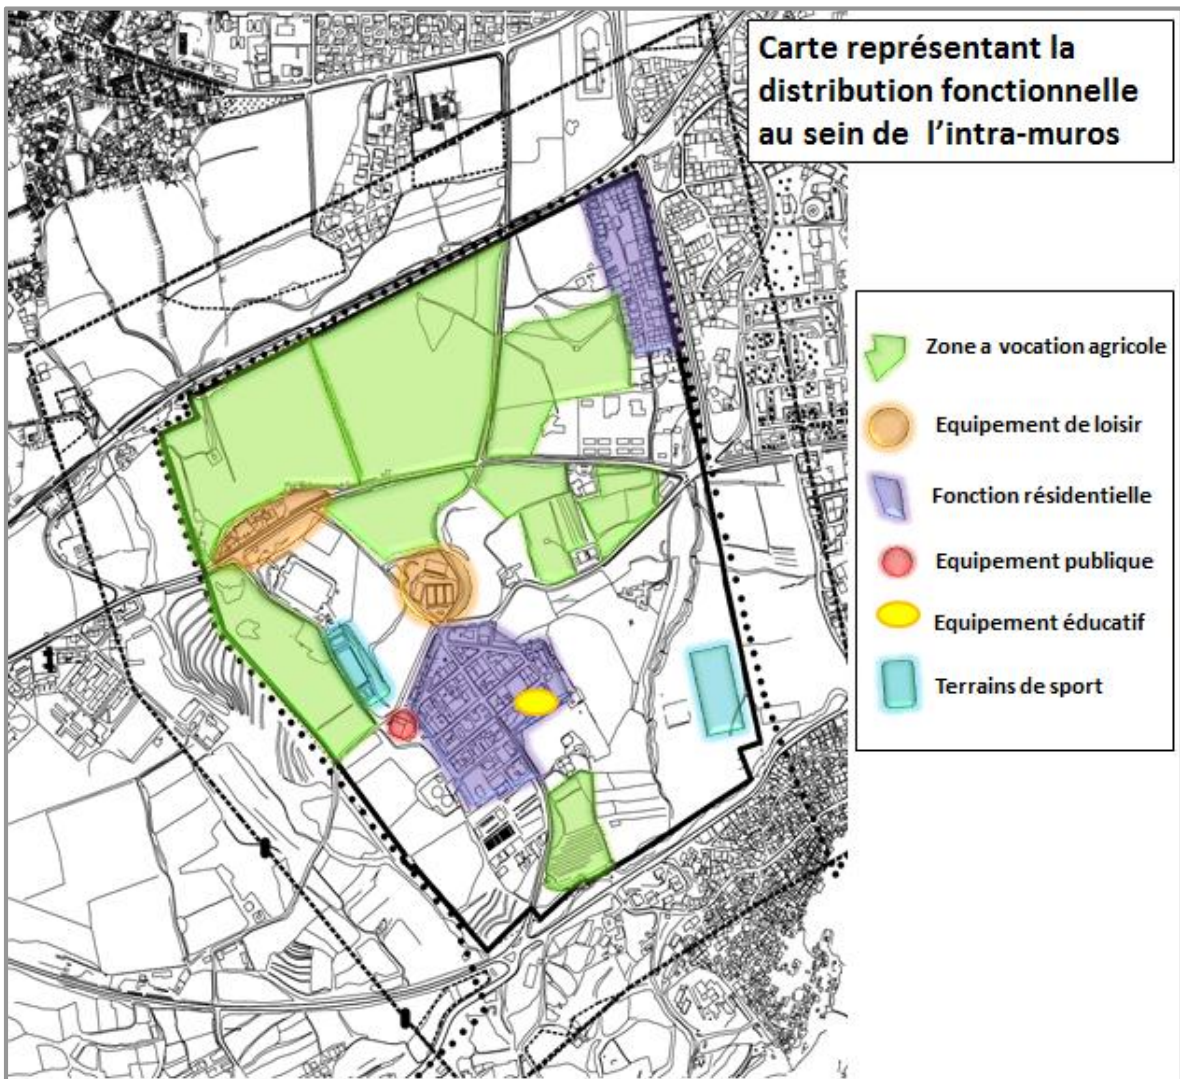 Carte représentant la
distribution fonctionnelle
au sein de l'intra-muros
Zone a vocation agricole
Equipement de loisir
Fonction résidentielle
Equipement publique
Equipement éducatif
Terrains de sport